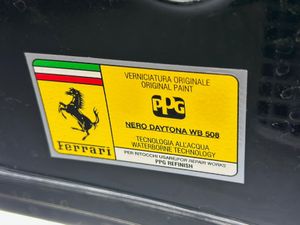 VERNICIATURA ORIGINALE
ORIGINAL PAINT
PPG
NERO DAYTONA WB 508
TECNOLOGIA ALL'ACQUA
WATERBORNE TECHNOLOGY
PER RITOCCHI USARE/FOR REPAIR WORKS
PPG REFINISH
Ferrari